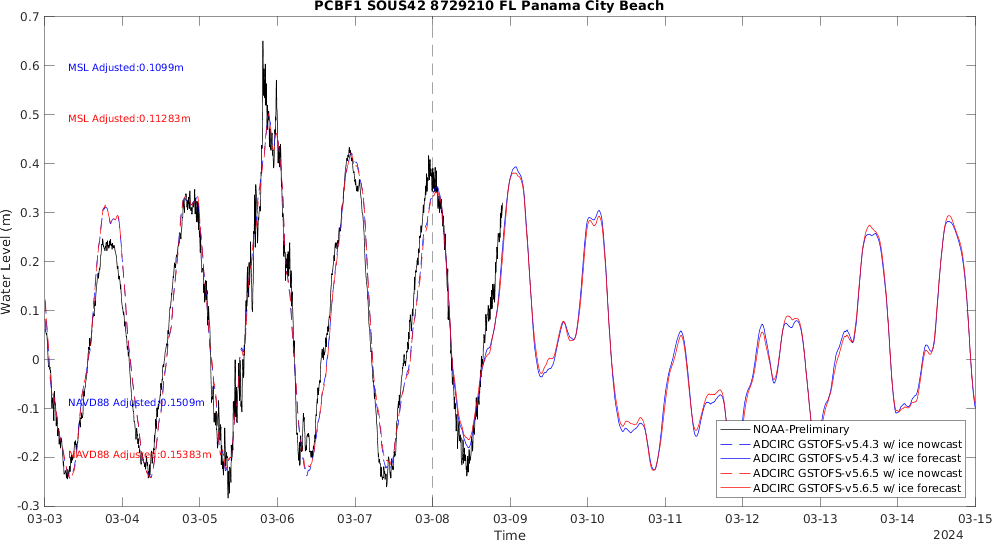 PCBF1 SOUS42 8729210 FL Panama City Beach
0.7
0.6
0.5
0.4
0.3
0.2
0.1
0
-0.1
-0.2
-0.3
Water Level (m)
MSL Adjusted:0.1099m
MSL Adjusted:0.11283m
NAVD88 Adjusted:0.1509m
NAVD88 Adjusted:0.15383m
NOAA-Preliminary
ADCIRC GSTOFS-v5.4.3 w/ ice nowcast
ADCIRC GSTOFS-v5.4.3 w/ ice forecast
ADCIRC GSTOFS-v5.6.5 w/ ice nowcast
ADCIRC GSTOFS-v5.6.5 w/ ice forecast
03-03 03-04 03-05 03-06 03-07 03-08 03-09 03-10 03-11 03-12 03-13 03-14 03-15
Time
2024